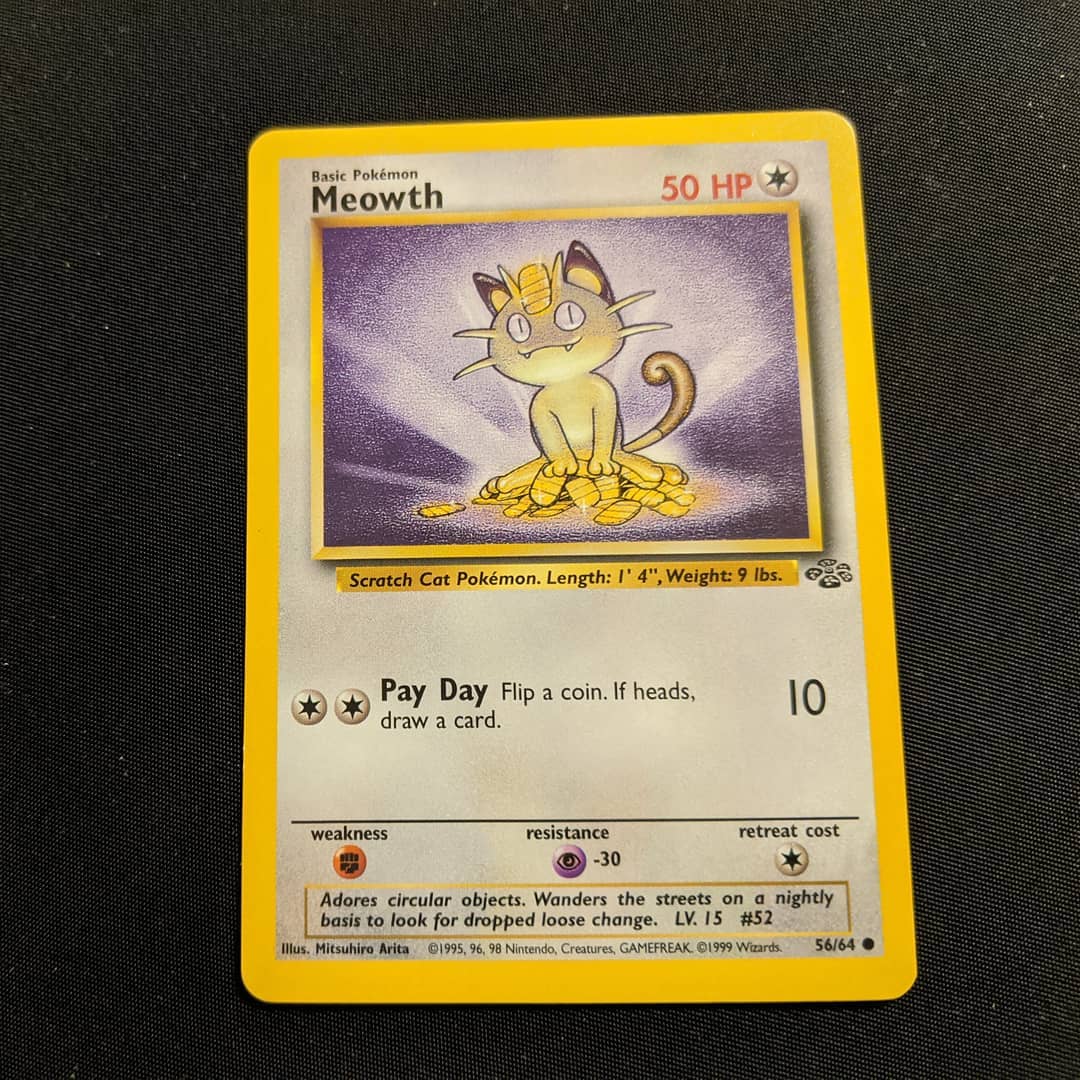 Basic Pokémon
Meowth
50 HP
Scratch Cat Pokémon. Length: 1' 4", Weight: 9 lbs.
Pay Day Flip a coin. If heads,
draw a card.
10
weakness resistance retreat cost
-30
Adores circular objects. Wanders the streets on a nightly
basis to look for dropped loose change. LV. 15 #52
Illus. Mitsuhiro Arita ©1995, 96, 98 Nintendo, Creatures, GAMEFREAK. ©1999 Wizards. 56/64